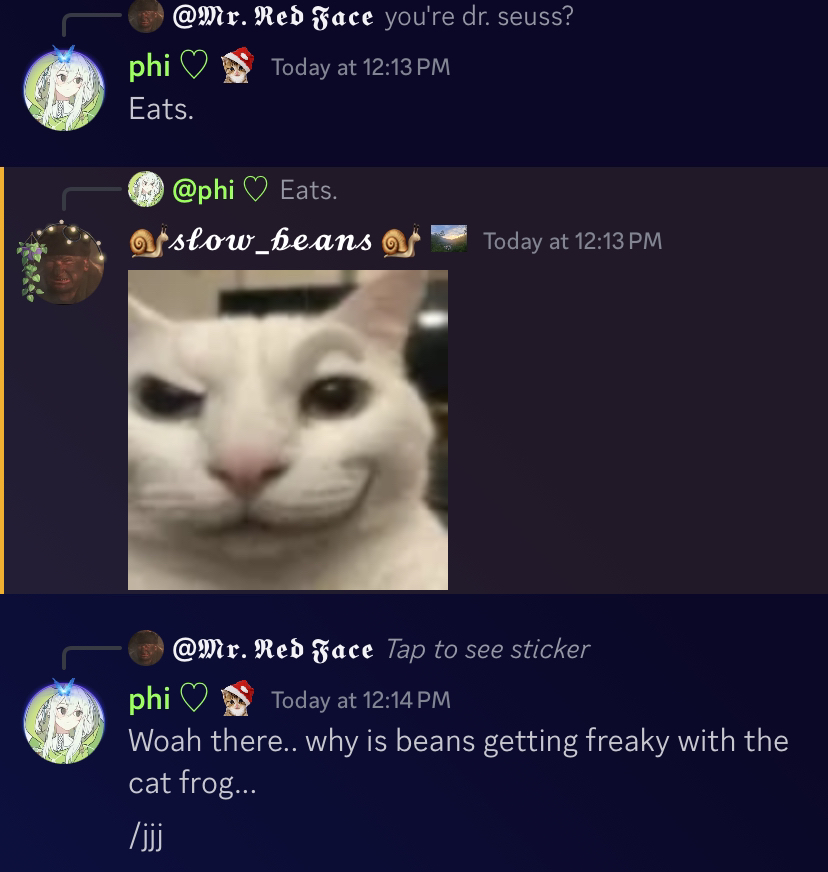 @𝕸𝖗. 𝕽𝖊𝖉 𝕱𝖆𝖈𝖊 you're dr. seuss?
phi ♡ Today at 12:13 PM
Eats.
@phi ♡ Eats.
🐌𝓼𝓵𝓸𝔀_𝓫𝓮𝓪𝓷𝓼 🐌 Today at 12:13 PM
@𝕸𝖗. 𝕽𝖊𝖉 𝕱𝖆𝖈𝖊 Tap to see sticker
phi ♡ Today at 12:14 PM
Woah there.. why is beans getting freaky with the
cat frog...
/jjj